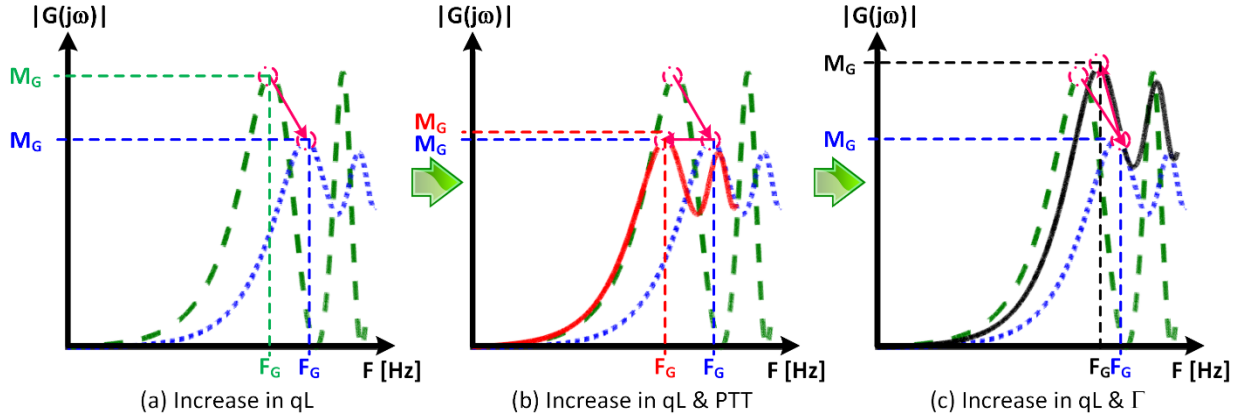 |G(jω)|
M_G
M_G
F_G
F_G
F [Hz]
(a) Increase in qL
|G(jω)|
M_G
M_G
F_G
F_G
F [Hz]
(b) Increase in qL & PTT
|G(jω)|
M_G
M_G
F_G
F_G
F [Hz]
(c) Increase in qL & Γ